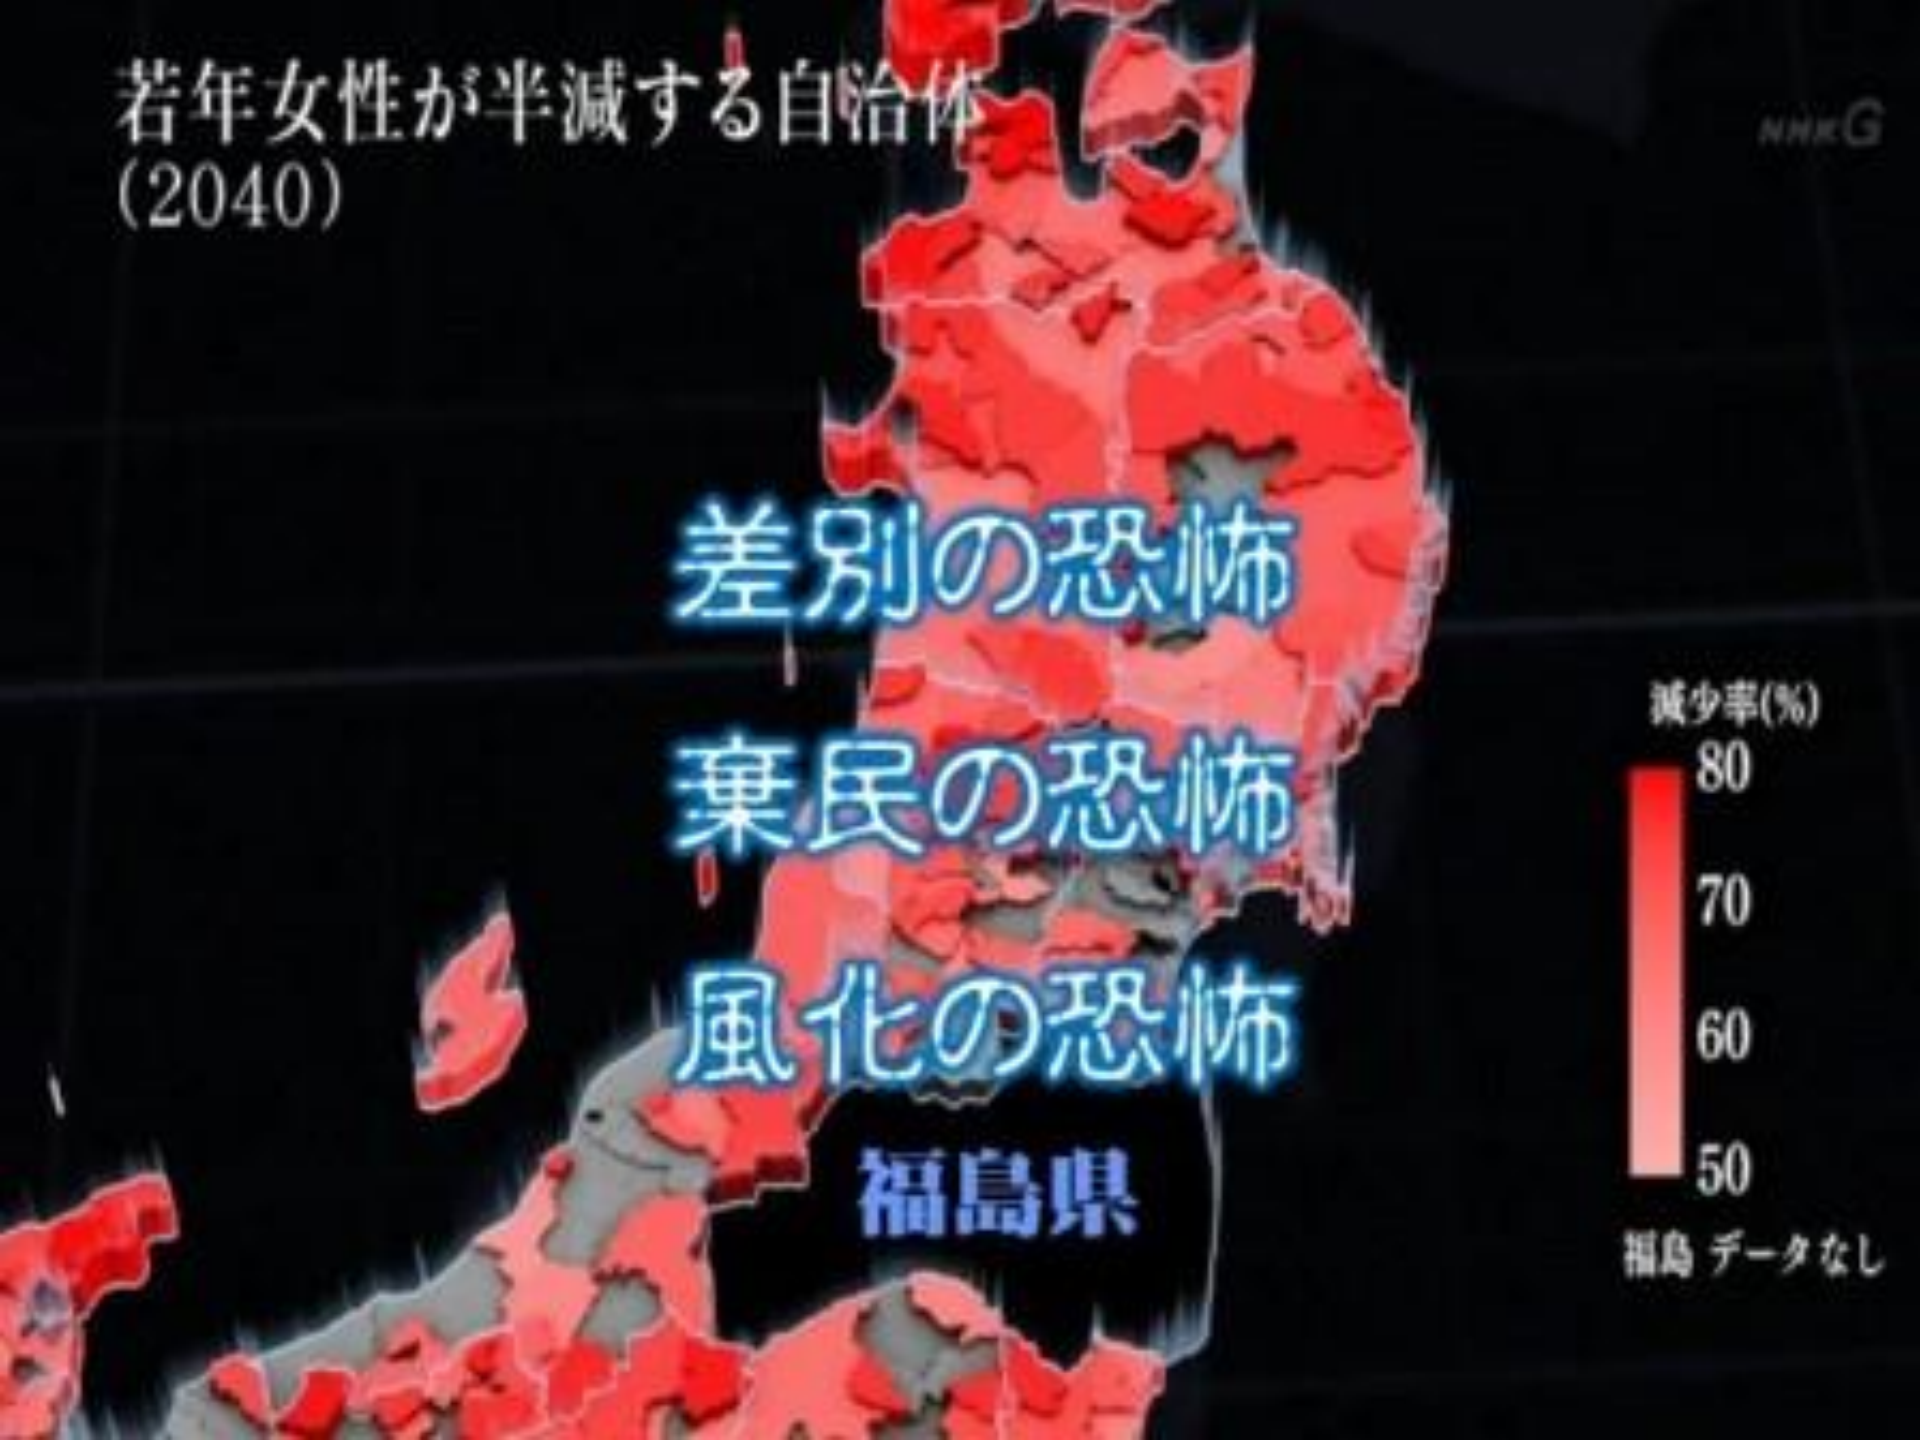 若年女性が半減する自治体
(2040)
NHKG
差別の恐怖
棄民の恐怖
風化の恐怖
福島県
減少率(%)
80
70
60
50
福島 データなし